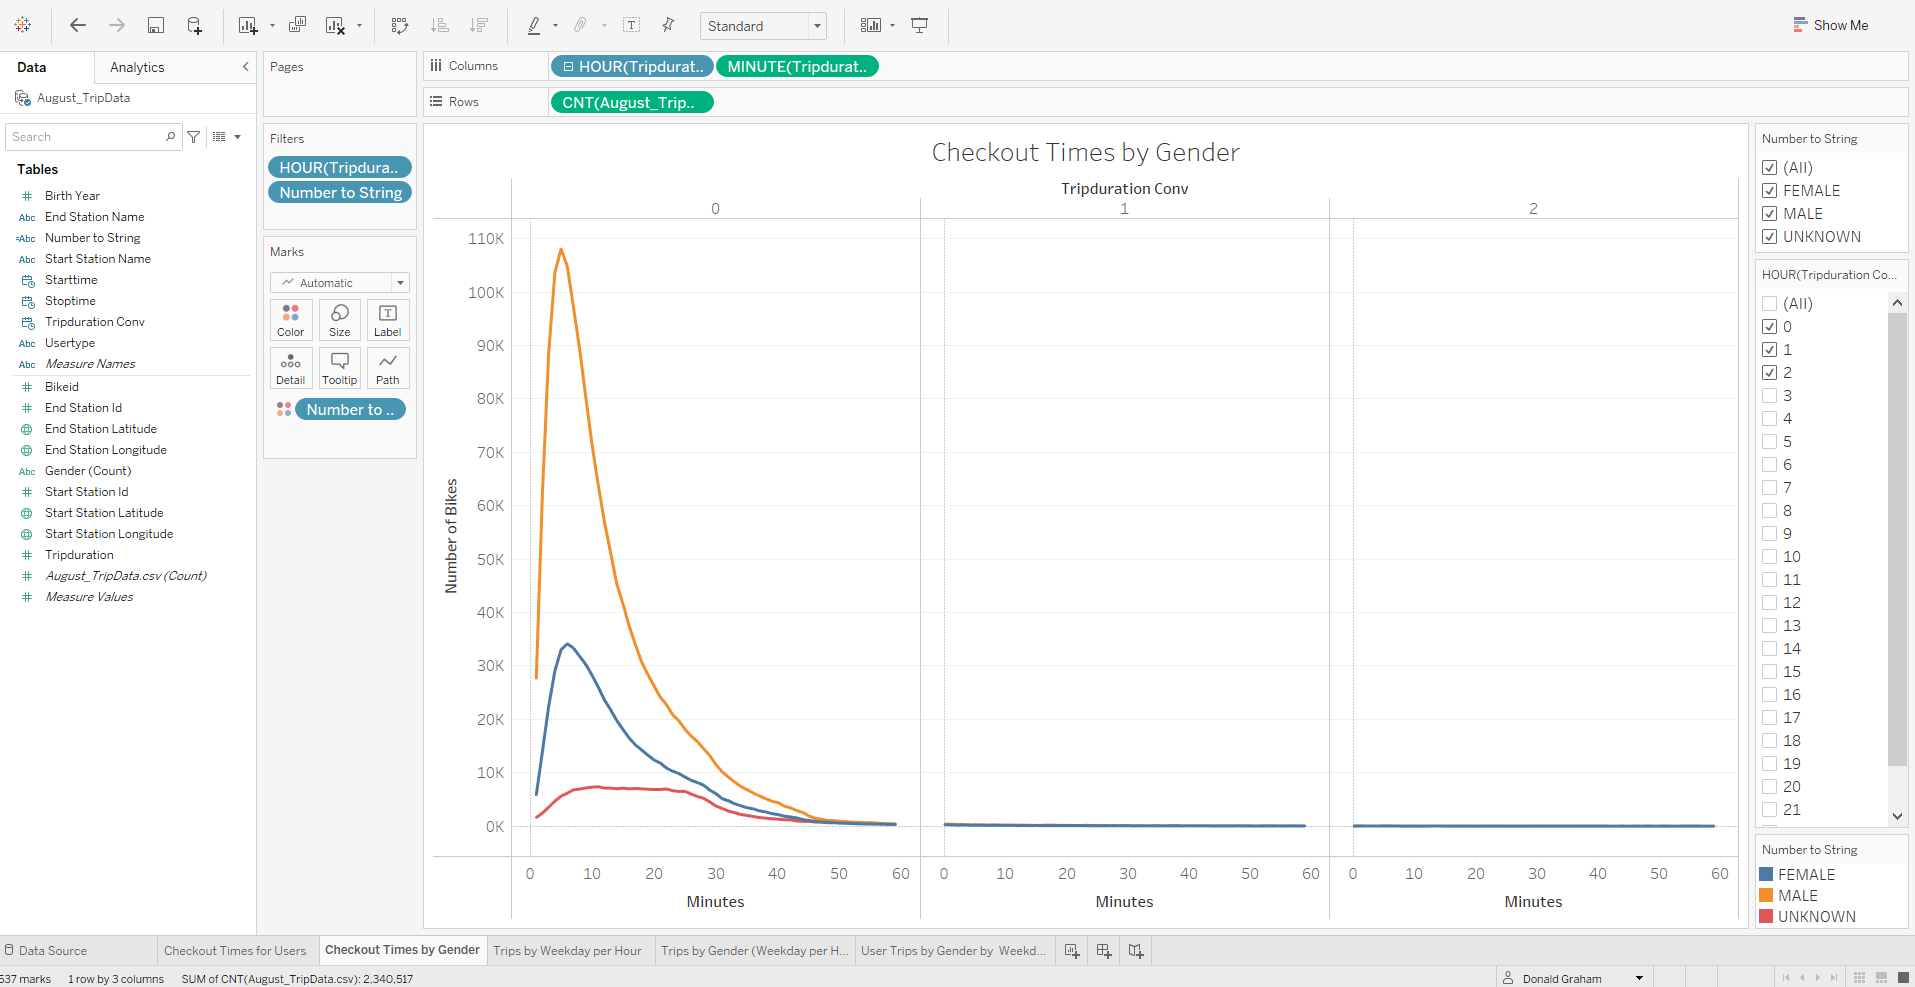 Standard
Show Me
Data
Analytics
August_TripData
Search
Tables
Birth Year
Abc End Station Name
=Abc Number to String
Abc Start Station Name
Starttime
Stoptime
Tripduration Conv
Abc Usertype
Abc Measure Names
Bikeid
End Station Id
End Station Latitude
End Station Longitude
Abc Gender (Count)
Start Station Id
Start Station Latitude
Start Station Longitude
Tripduration
August_TripData.csv (Count)
Measure Values
Pages
Filters
HOUR(Tripdura..
Number to String
Marks
Automatic
Color Size Label
Detail Tooltip Path
Number to ..
Columns HOUR(Tripdurat.. MINUTE(Tripdurat..
Rows CNT(August_Trip..
Checkout Times by Gender
Tripduration Conv
0 1 2
110K
100K
90K
80K
70K
60K
50K
40K
30K
20K
10K
0K
Number of Bikes
0 10 20 30 40 50 60 0 10 20 30 40 50 60 0 10 20 30 40 50 60
Minutes Minutes Minutes
Number to String
(All)
FEMALE
MALE
UNKNOWN
HOUR(Tripduration Co...
(All)
0
1
2
3
4
5
6
7
8
9
10
11
12
13
14
15
16
17
18
19
20
21
Number to String
FEMALE
MALE
UNKNOWN
Data Source Checkout Times for Users Checkout Times by Gender Trips by Weekday per Hour Trips by Gender (Weekday per H... User Trips by Gender by Weekd...
537 marks 1 row by 3 columns SUM of CNT(August_TripData.csv): 2,340,517 Donald Graham